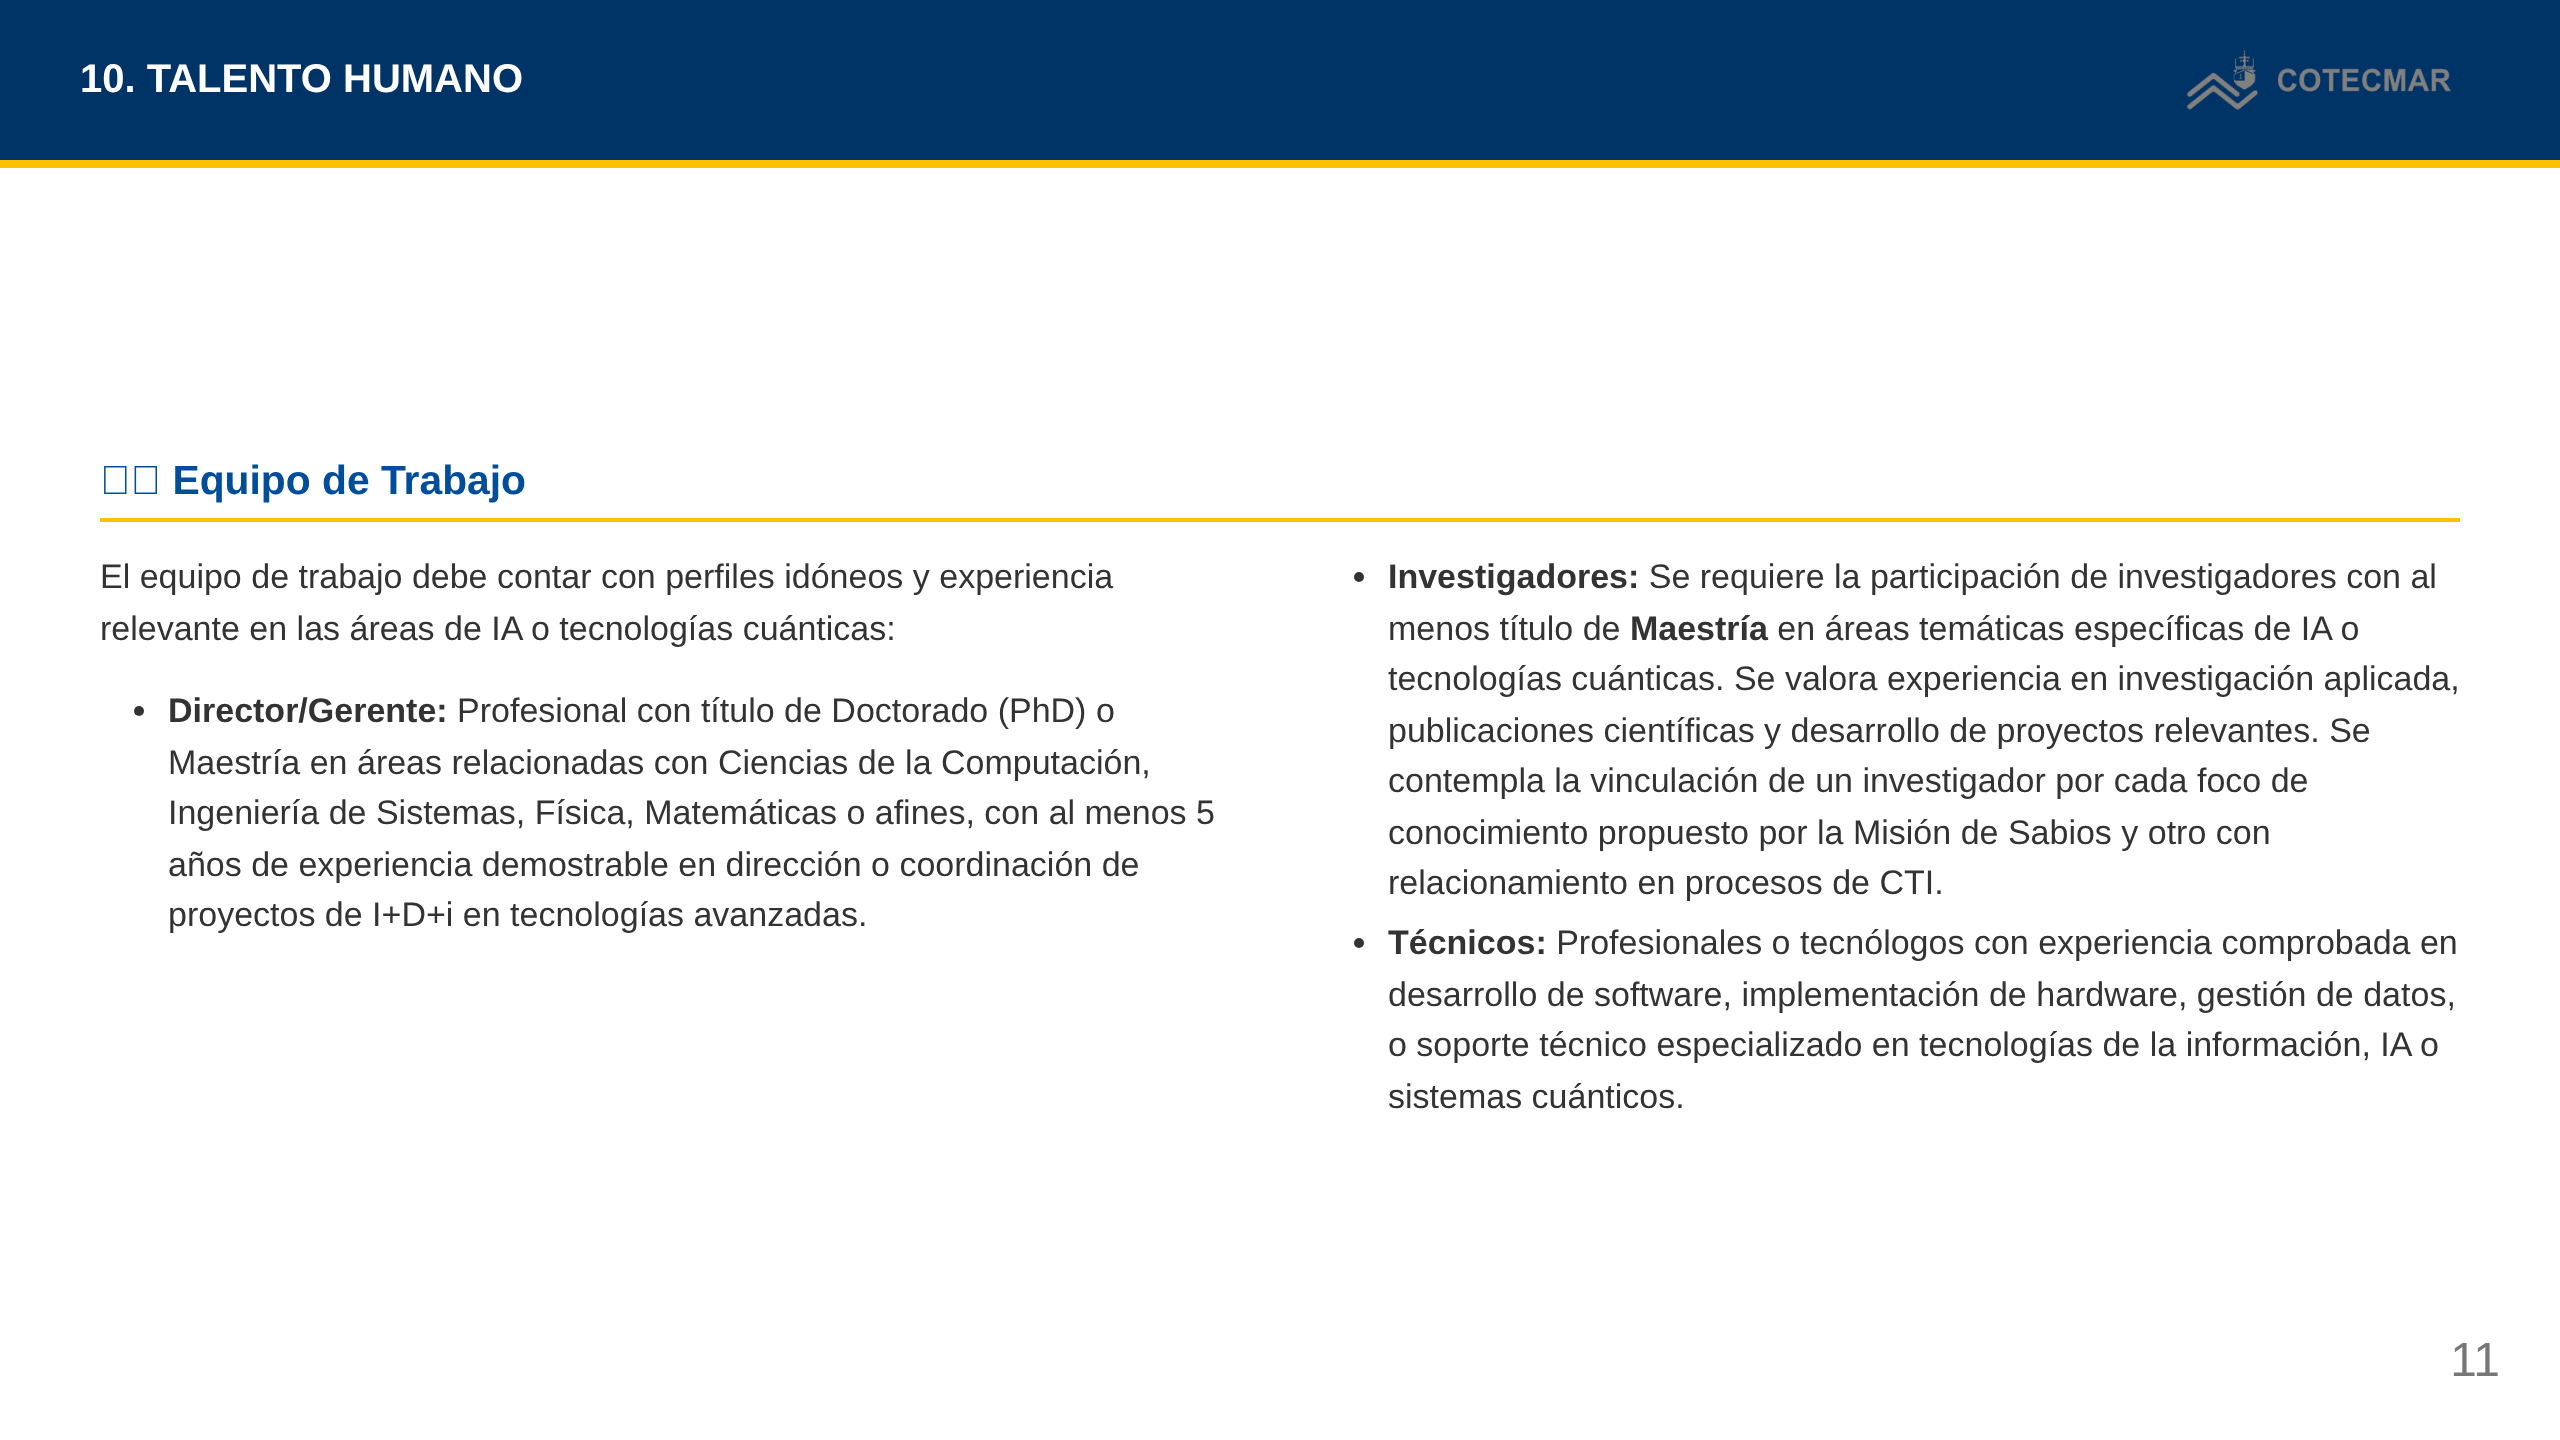 10. TALENTO HUMANO
COTECMAR
Equipo de Trabajo
El equipo de trabajo debe contar con perfiles idóneos y experiencia
relevante en las áreas de IA o tecnologías cuánticas:
• Director/Gerente: Profesional con título de Doctorado (PhD) o
Maestría en áreas relacionadas con Ciencias de la Computación,
Ingeniería de Sistemas, Física, Matemáticas o afines, con al menos 5
años de experiencia demostrable en dirección o coordinación de
proyectos de I+D+i en tecnologías avanzadas.
• Investigadores: Se requiere la participación de investigadores con al
menos título de Maestría en áreas temáticas específicas de IA o
tecnologías cuánticas. Se valora experiencia en investigación aplicada,
publicaciones científicas y desarrollo de proyectos relevantes. Se
contempla la vinculación de un investigador por cada foco de
conocimiento propuesto por la Misión de Sabios y otro con
relacionamiento en procesos de CTI.
• Técnicos: Profesionales o tecnólogos con experiencia comprobada en
desarrollo de software, implementación de hardware, gestión de datos,
o soporte técnico especializado en tecnologías de la información, IA o
sistemas cuánticos.
11